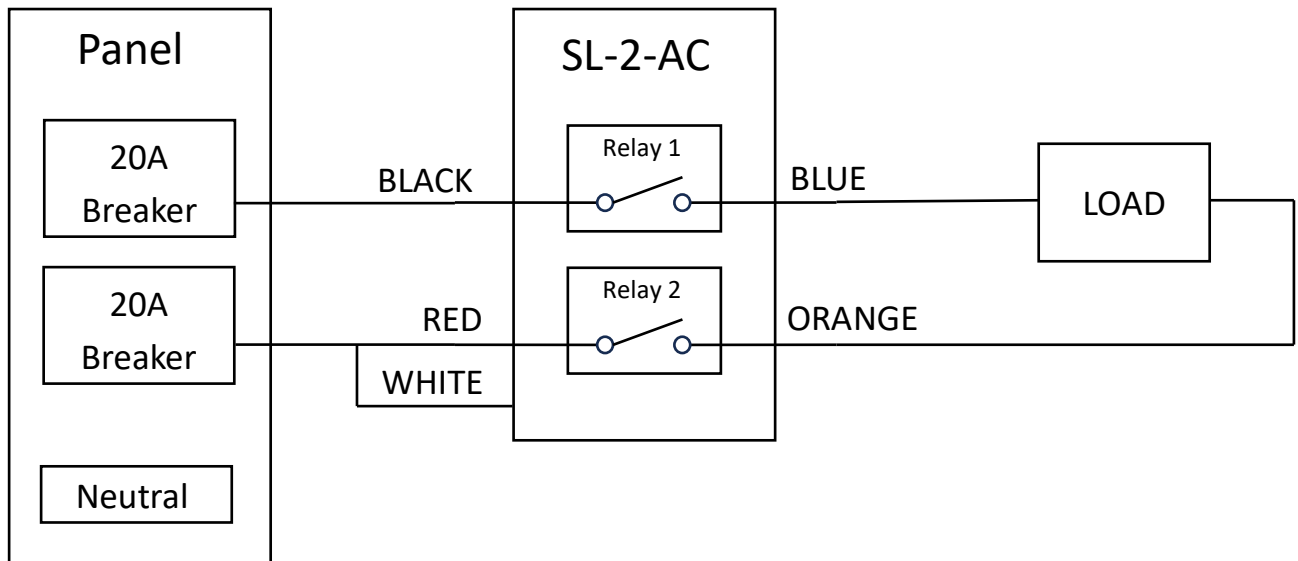 Panel
SL-2-AC
20A
Breaker
Relay 1
BLACK
BLUE
LOAD
20A
Breaker
Relay 2
RED
ORANGE
WHITE
Neutral